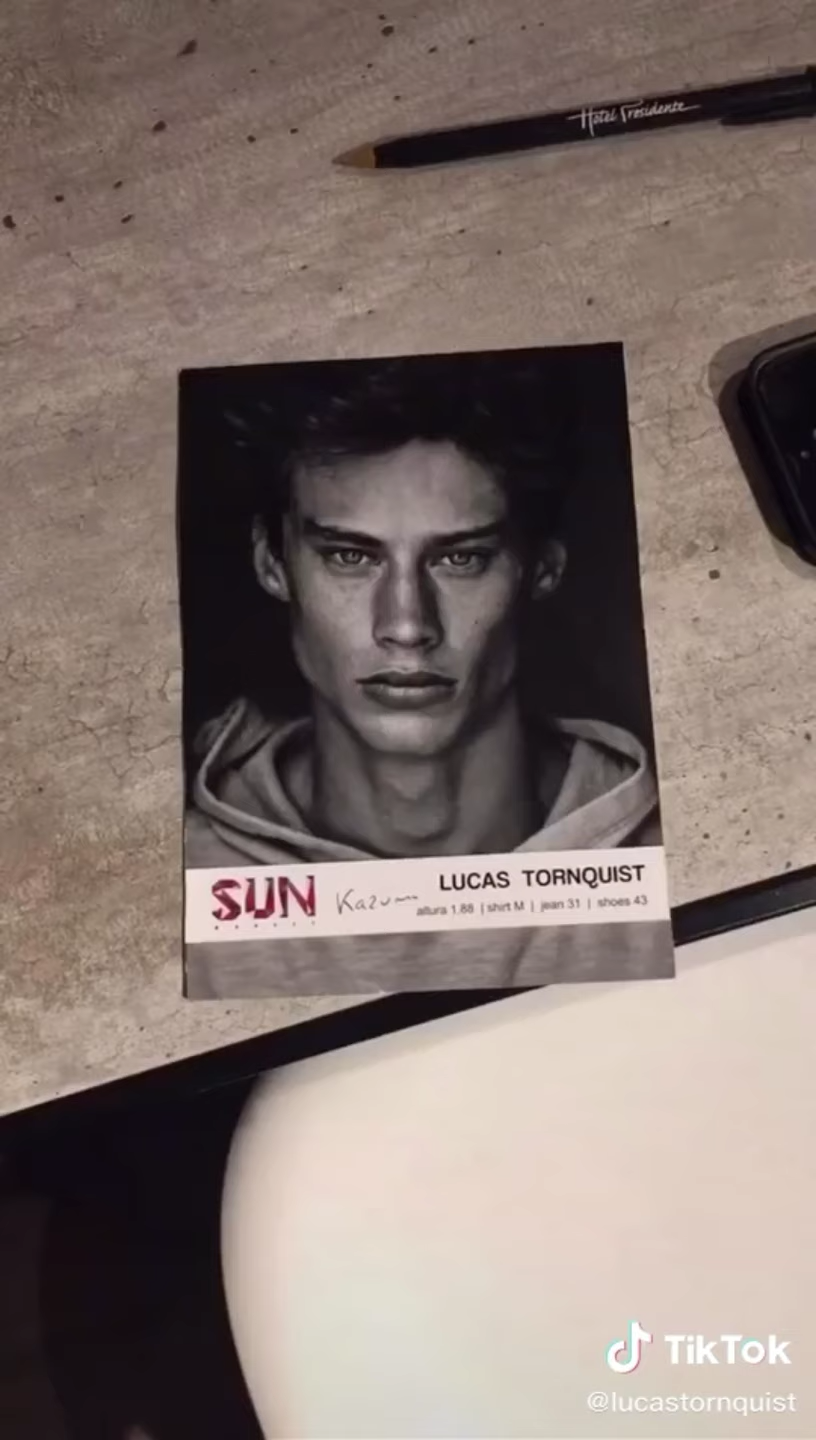 Hotel Presidente
SUN
LUCAS TORNQUIST
altura 1.88 | shirt M | jean 31 | shoes 43
TikTok
@lucastornquist